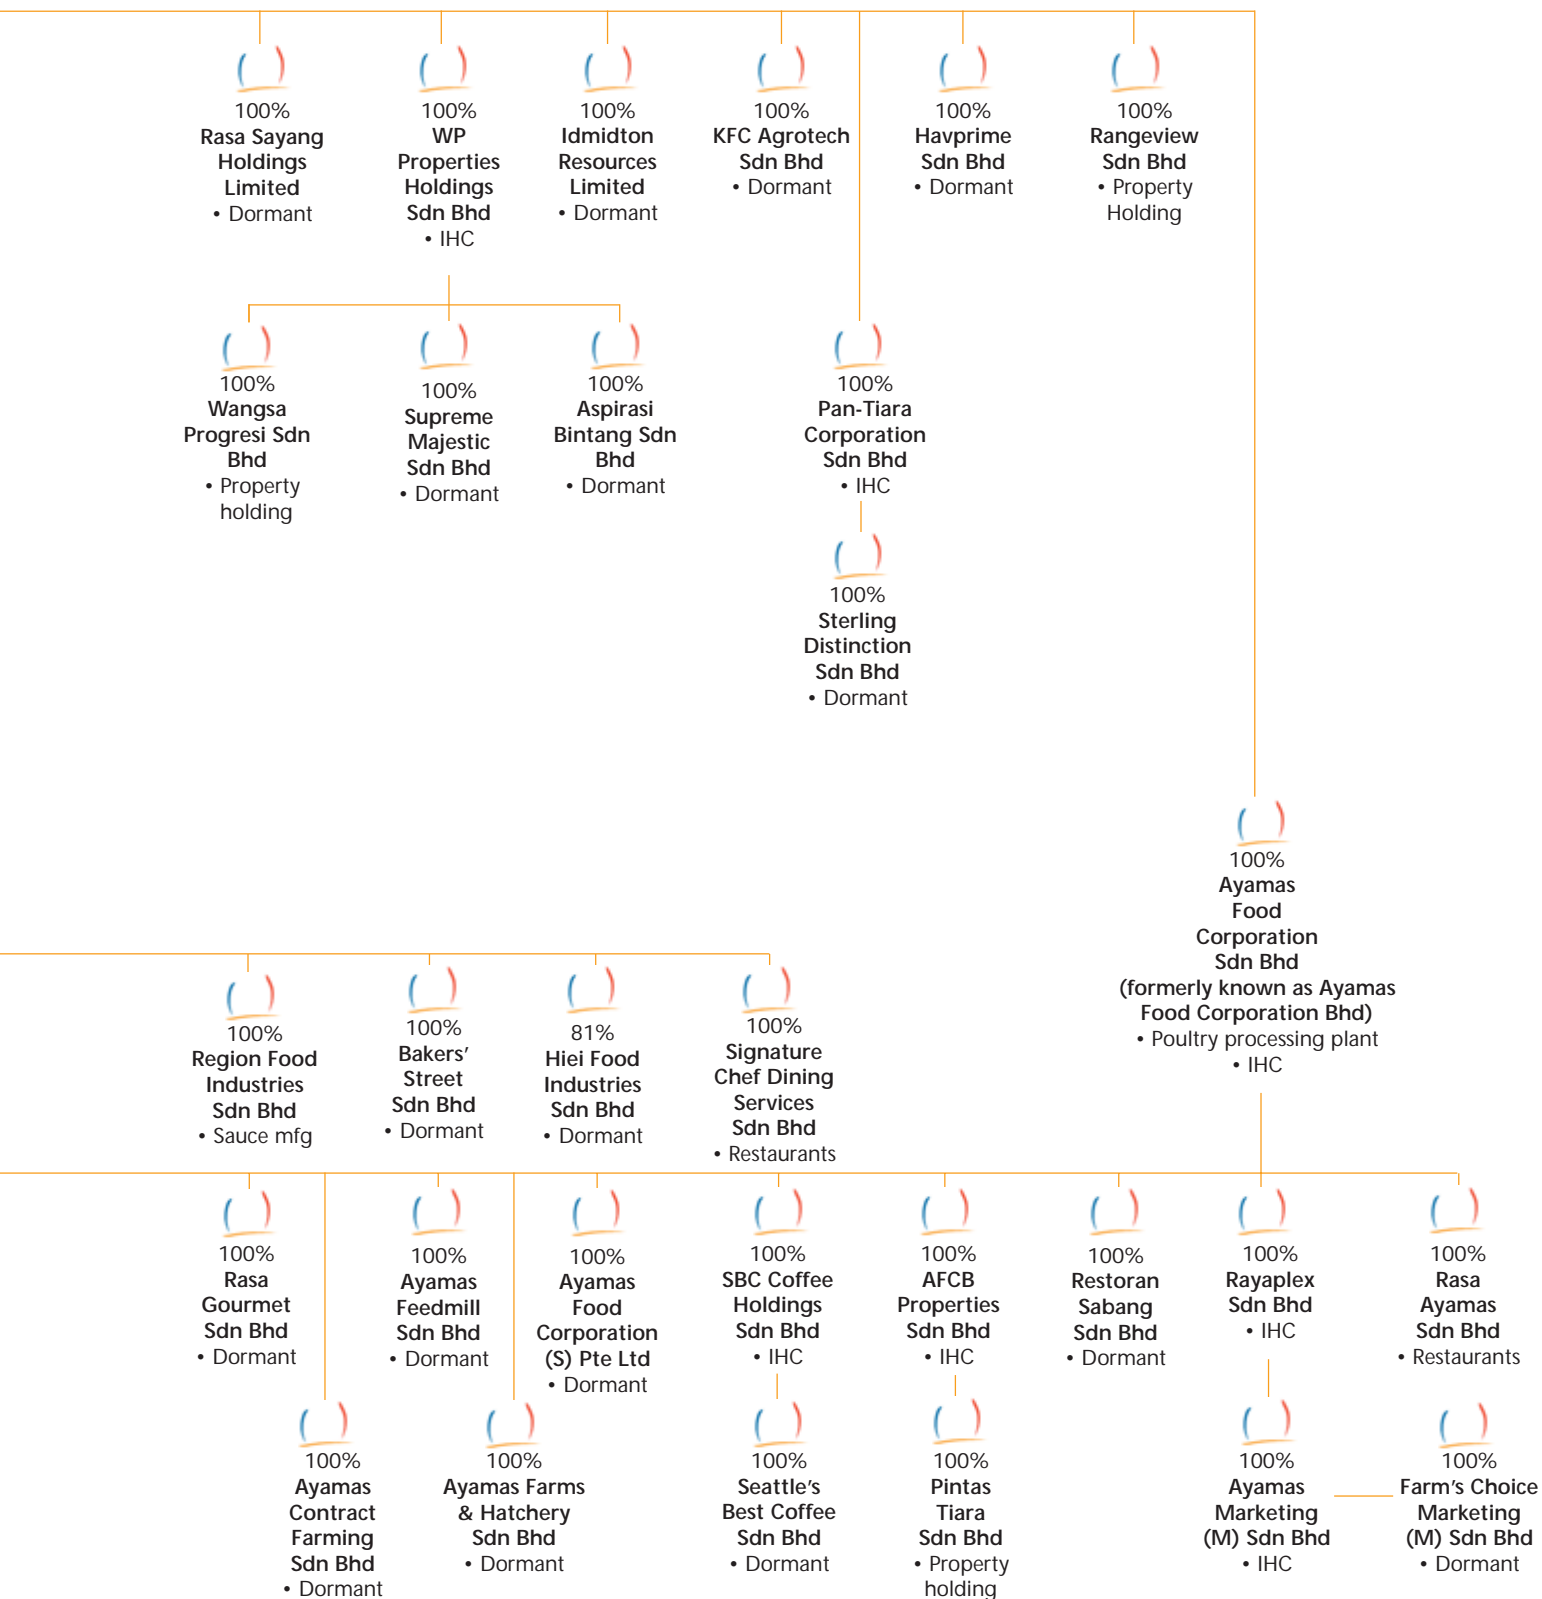 100%
Rasa Sayang
Holdings
Limited
• Dormant
100%
WP
Properties
Holdings
Sdn Bhd
• IHC
100%
Idmidton
Resources
Limited
• Dormant
100%
KFC Agrotech
Sdn Bhd
• Dormant
100%
Havprime
Sdn Bhd
• Dormant
100%
Rangeview
Sdn Bhd
• Property
Holding
100%
Wangsa
Progresi Sdn
Bhd
• Property
holding
100%
Supreme
Majestic
Sdn Bhd
• Dormant
100%
Aspirasi
Bintang Sdn
Bhd
• Dormant
100%
Pan-Tiara
Corporation
Sdn Bhd
• IHC
100%
Sterling
Distinction
Sdn Bhd
• Dormant
100%
Ayamas
Food
Corporation
Sdn Bhd
(formerly known as Ayamas
Food Corporation Bhd)
• Poultry processing plant
• IHC
100%
Region Food
Industries
Sdn Bhd
• Sauce mfg
100%
Bakers’
Street
Sdn Bhd
• Dormant
81%
Hiei Food
Industries
Sdn Bhd
• Dormant
100%
Signature
Chef Dining
Services
Sdn Bhd
• Restaurants
100%
Rasa
Gourmet
Sdn Bhd
• Dormant
100%
Ayamas
Feedmill
Sdn Bhd
• Dormant
100%
Ayamas
Food
Corporation
(S) Pte Ltd
• Dormant
100%
SBC Coffee
Holdings
Sdn Bhd
• IHC
100%
AFCB
Properties
Sdn Bhd
• IHC
100%
Restoran
Sabang
Sdn Bhd
• Dormant
100%
Rayaplex
Sdn Bhd
• IHC
100%
Rasa
Ayamas
Sdn Bhd
• Restaurants
100%
Ayamas
Contract
Farming
Sdn Bhd
• Dormant
100%
Ayamas Farms
& Hatchery
Sdn Bhd
• Dormant
100%
Seattle’s
Best Coffee
Sdn Bhd
• Dormant
100%
Pintas
Tiara
Sdn Bhd
• Property
holding
100%
Ayamas
Marketing
(M) Sdn Bhd
• IHC
100%
Farm’s Choice
Marketing
(M) Sdn Bhd
• Dormant